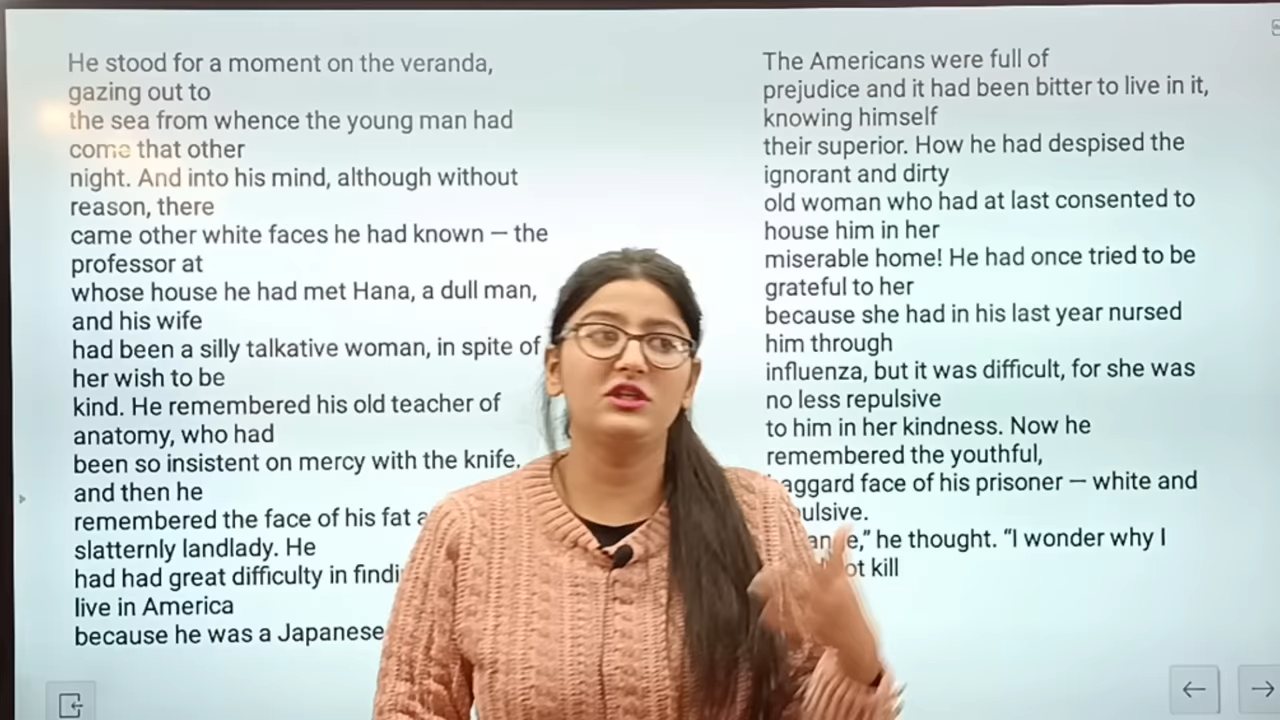 He stood for a moment on the veranda,
gazing out to
the sea from whence the young man had
come that other
night. And into his mind, although without
reason, there
came other white faces he had known — the
professor at
whose house he had met Hana, a dull man,
and his wife
had been a silly talkative woman, in spite of
her wish to be
kind. He remembered his old teacher of
anatomy, who had
been so insistent on mercy with the knife,
and then he
remembered the face of his fat
slatternly landlady. He
had had great difficulty in
live in America
because he was a Japanese
The Americans were full of
prejudice and it had been bitter to live in it,
knowing himself
their superior. How he had despised the
ignorant and dirty
old woman who had at last consented to
house him in her
miserable home! He had once tried to be
grateful to her
because she had in his last year nursed
him through
influenza, but it was difficult, for she was
no less repulsive
to him in her kindness. Now he
remembered the youthful,
face of his prisoner — white and
he thought. “I wonder why I
kill